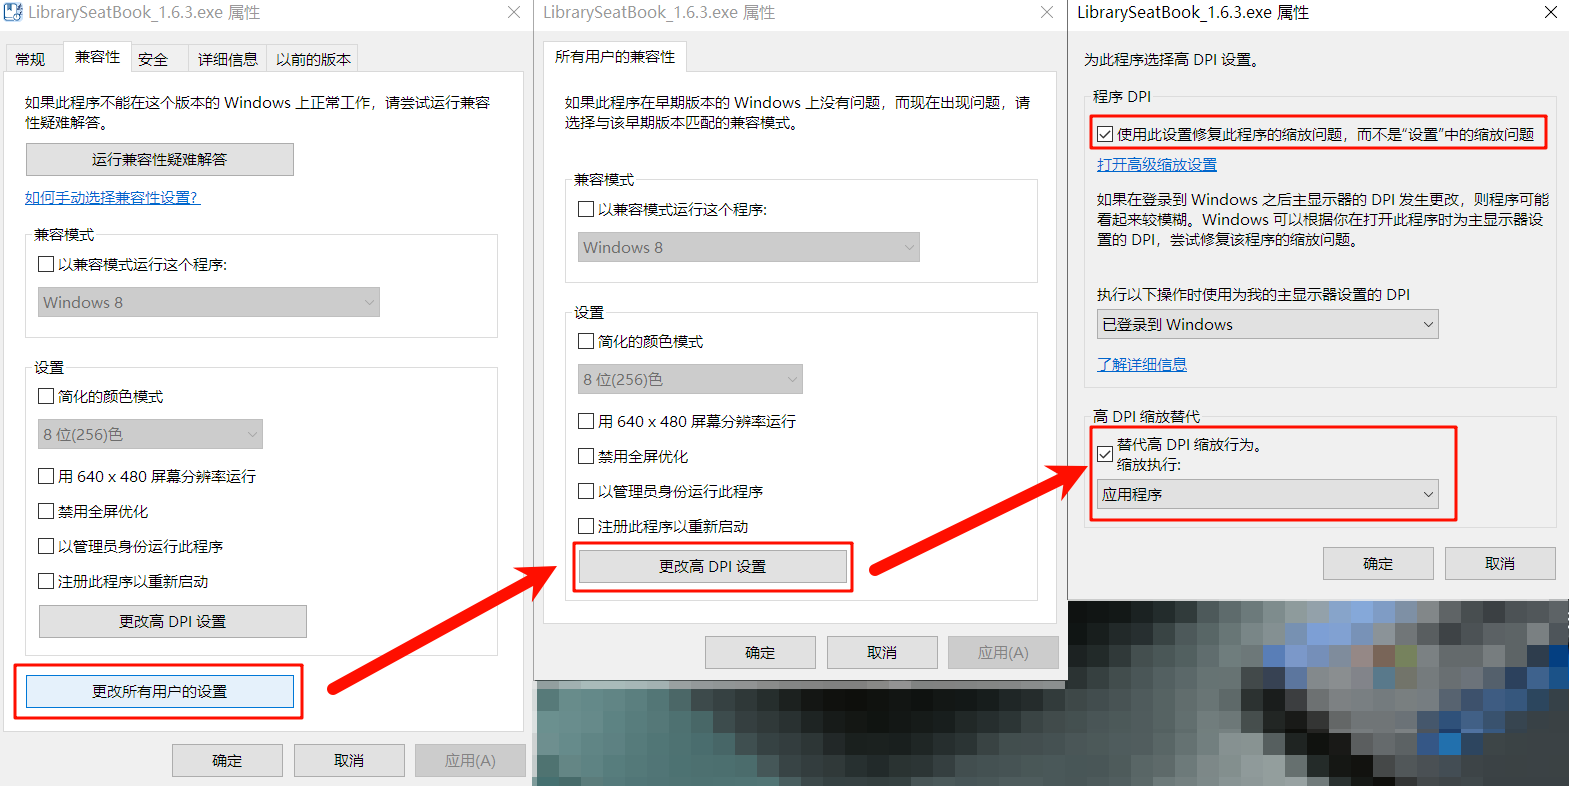 LibrarySeatBook_1.6.3.exe 属性
常规
兼容性
安全
详细信息
以前的版本
如果此程序不能在这个版本的 Windows 上正常工作，请尝试运行兼容
性疑难解答。
运行兼容性疑难解答
如何手动选择兼容性设置?
兼容模式
以兼容模式运行这个程序:
Windows 8
设置
简化的颜色模式
8 位(256)色
用 640 x 480 屏幕分辨率运行
禁用全屏优化
以管理员身份运行此程序
注册此程序以重新启动
更改高 DPI 设置
更改所有用户的设置
确定
取消
应用(A)
LibrarySeatBook_1.6.3.exe 属性
所有用户的兼容性
如果此程序在早期版本的 Windows 上没有问题，而现在出现问题，请
选择与该早期版本匹配的兼容模式。
兼容模式
以兼容模式运行这个程序:
Windows 8
设置
简化的颜色模式
8 位(256)色
用 640 x 480 屏幕分辨率运行
禁用全屏优化
以管理员身份运行此程序
注册此程序以重新启动
更改高 DPI 设置
确定
取消
应用(A)
LibrarySeatBook_1.6.3.exe 属性
为此程序选择高 DPI 设置。
程序 DPI
使用此设置修复此程序的缩放问题，而不是“设置”中的缩放问题
打开高级缩放设置
如果在登录到 Windows 之后主显示器的 DPI 发生更改，则程序可能
看起来较模糊。Windows 可以根据你在打开此程序时为主显示器设
置的 DPI，尝试修复该程序的缩放问题。
执行以下操作时使用为我的主显示器设置的 DPI
已登录到 Windows
了解详细信息
高 DPI 缩放替代
替代高 DPI 缩放行为。
缩放执行:
应用程序
确定
取消